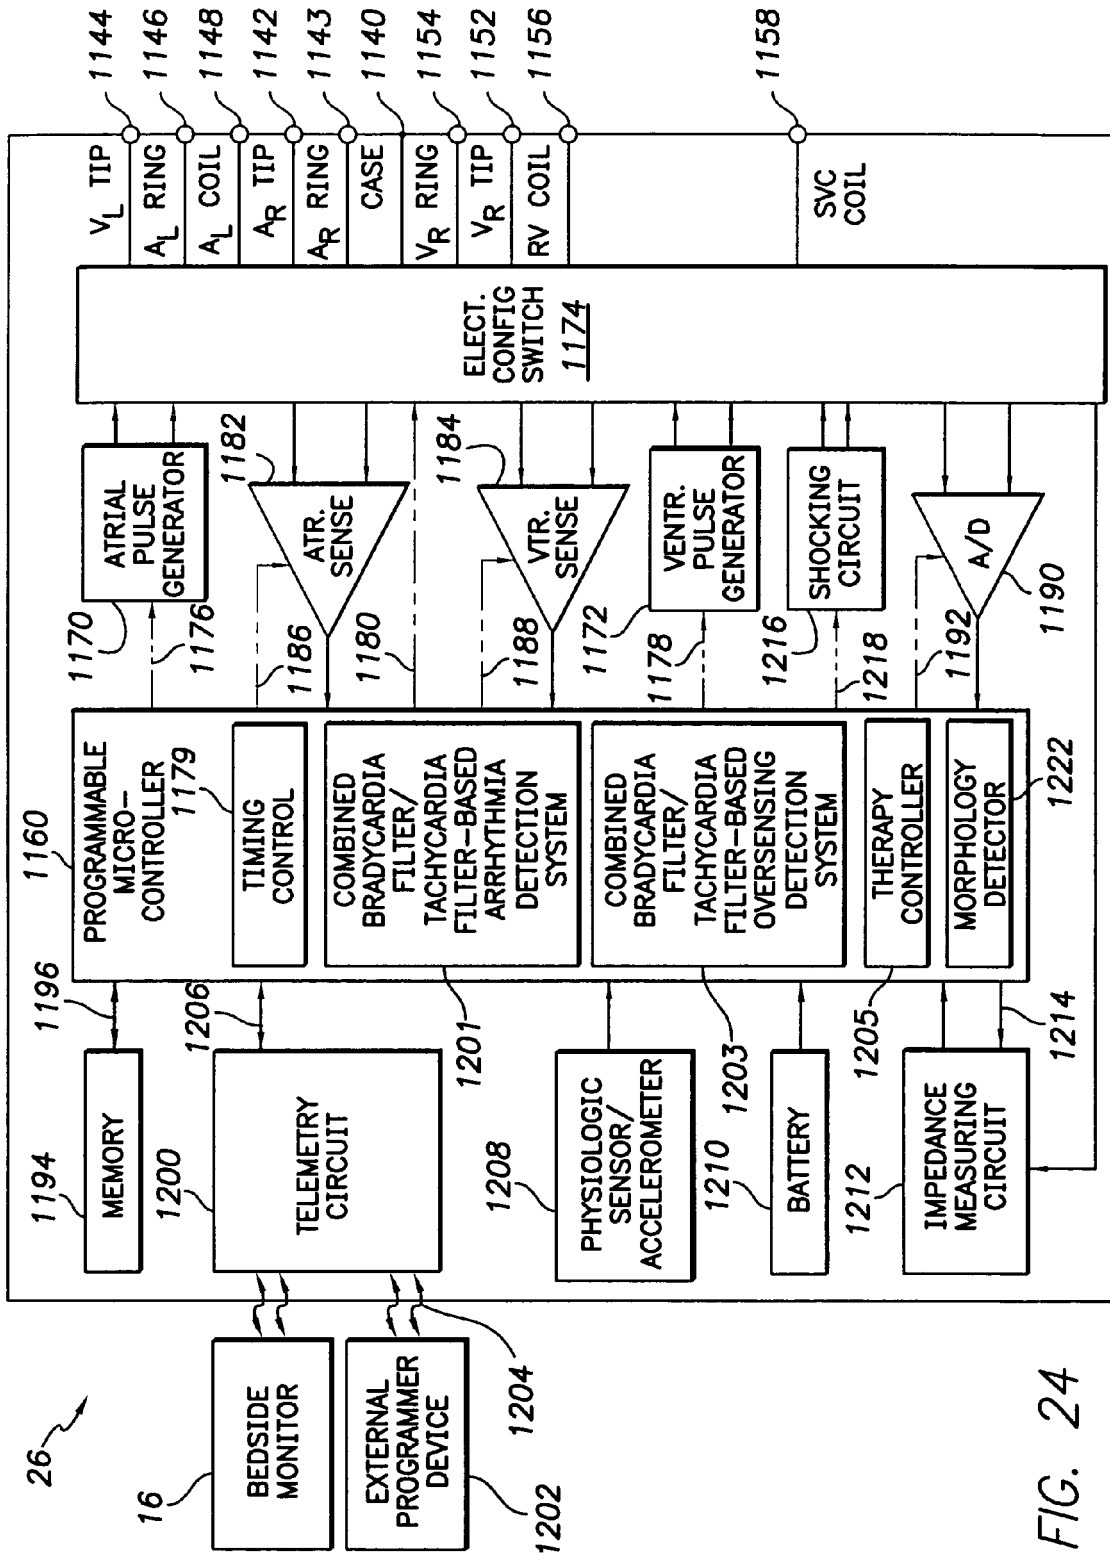 26
BEDSIDE
MONITOR
16
EXTERNAL
PROGRAMMER
DEVICE
1202
1204
MEMORY
1194
1196
TELEMETRY
CIRCUIT
1200
1206
PHYSIOLOGIC
SENSOR/
ACCELEROMETER
1208
BATTERY
1210
IMPEDANCE
MEASURING
CIRCUIT
1212
1214
1160
PROGRAMMABLE
MICRO-
CONTROLLER
1179
TIMING
CONTROL
COMBINED
BRADYCARDIA
FILTER/
TACHYCARDIA
FILTER-BASED
ARRHYTHMIA
DETECTION
SYSTEM
1201
COMBINED
BRADYCARDIA
FILTER/
TACHYCARDIA
FILTER-BASED
OVERSENSING
DETECTION
SYSTEM
1203
THERAPY
CONTROLLER
1205
MORPHOLOGY
DETECTOR
1222
ATRIAL
PULSE
GENERATOR
1170
1176
ATR.
SENSE
1182
1186
1180
VTR.
SENSE
1184
1188
VENTR.
PULSE
GENERATOR
1172
1178
SHOCKING
CIRCUIT
1216
1218
A/D
1190
1192
ELECT.
CONFIG
SWITCH
1174
VL TIP
1144
AL RING
1146
AL COIL
1148
AR TIP
1142
AR RING
1143
CASE
1140
VR RING
1154
VR TIP
1152
RV COIL
1156
SVC
COIL
1158
FIG. 24